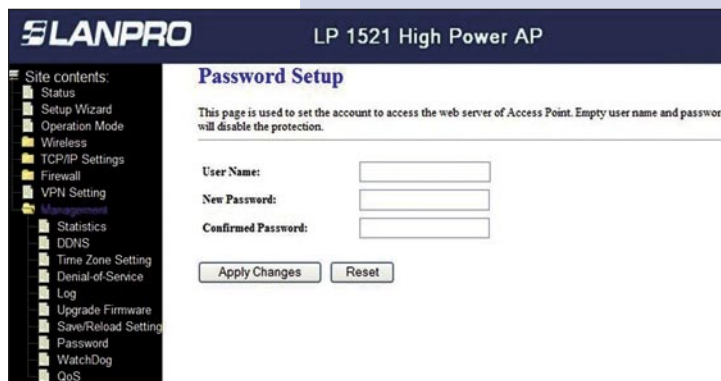 LANPRO
LP 1521 High Power AP
Site contents:
Status
Setup Wizard
Operation Mode
Wireless
TCP/IP Settings
Firewall
VPN Setting
Management
Statistics
DDNS
Time Zone Setting
Denial-of-Service
Log
Upgrade Firmware
Save/Reload Setting
Password
WatchDog
QoS
Password Setup
This page is used to set the account to access the web server of Access Point. Empty user name and passwor
will disable the protection.
User Name:
New Password:
Confirmed Password:
Apply Changes
Reset